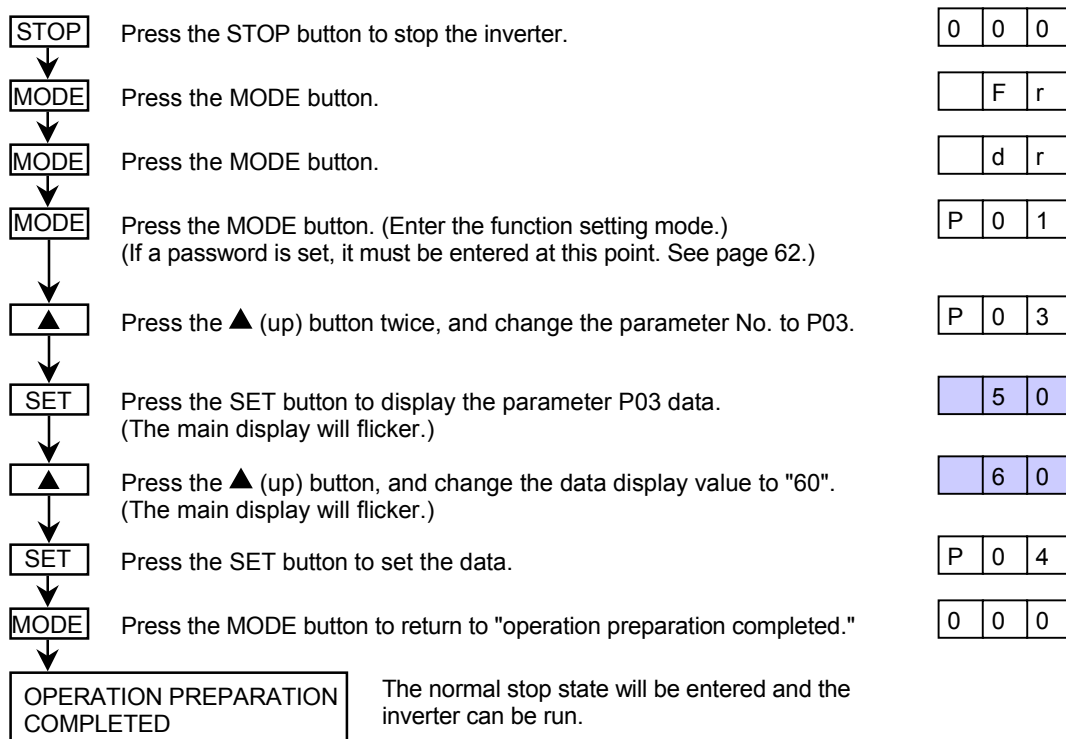 STOP Press the STOP button to stop the inverter. 0 0 0
MODE Press the MODE button. F r
MODE Press the MODE button. d r
MODE Press the MODE button. (Enter the function setting mode.) P 0 1
(If a password is set, it must be entered at this point. See page 62.)
▲ Press the ▲ (up) button twice, and change the parameter No. to P03. P 0 3
SET Press the SET button to display the parameter P03 data. 5 0
(The main display will flicker.)
▲ Press the ▲ (up) button, and change the data display value to "60". 6 0
(The main display will flicker.)
SET Press the SET button to set the data. P 0 4
MODE Press the MODE button to return to "operation preparation completed." 0 0 0
OPERATION PREPARATION The normal stop state will be entered and the
COMPLETED inverter can be run.